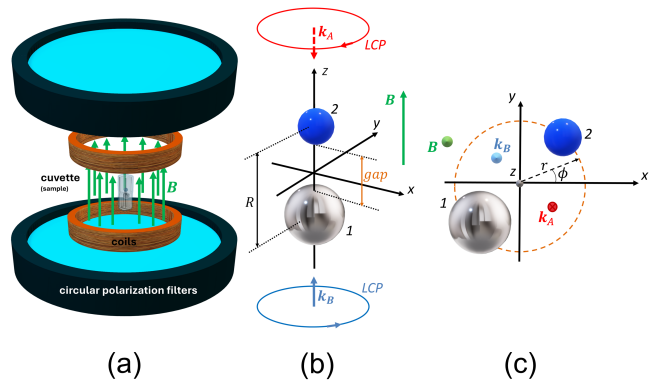 cuvette
(sample)
B
coils
circular polarization filters
(a)
k_A
LCP
z
2
y
B
R
gap
x
1
LCP
k_B
(b)
y
2
B
k_B
r
ϕ
z
x
1
k_A
(c)